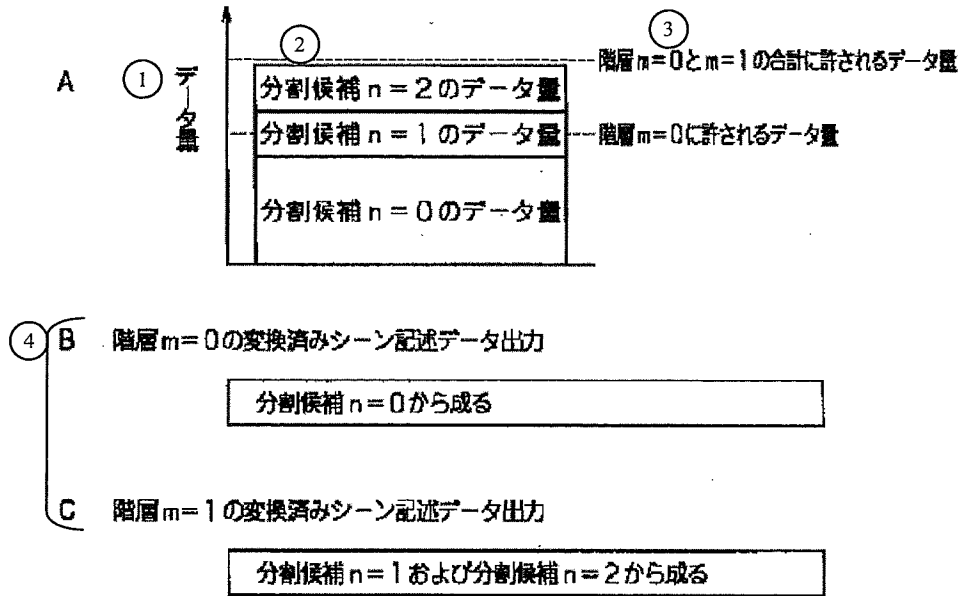 A
①
データ量
②
③
階層m=0とm=1の合計に許されるデータ量
分割候補n=2のデータ量
分割候補n=1のデータ量
階層m=0に許されるデータ量
分割候補n=0のデータ量
④
B 階層m=0の変換済みシーン記述データ出力
分割候補n=0から成る
C 階層m=1の変換済みシーン記述データ出力
分割候補n=1および分割候補n=2から成る